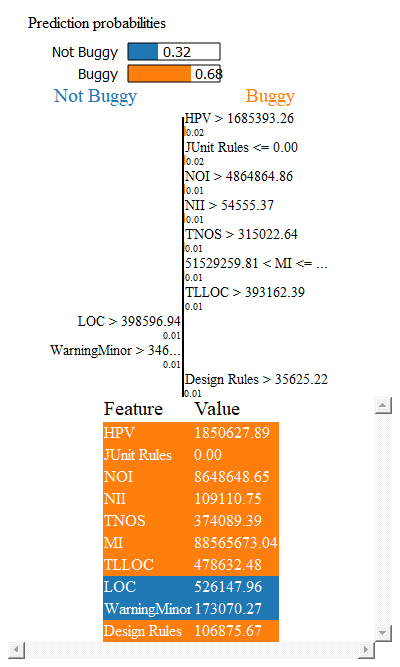 Prediction probabilities
Not Buggy 0.32
Buggy 0.68
Not Buggy Buggy
HPV > 1685393.26
0.02
JUnit Rules <= 0.00
0.02
NOI > 4864864.86
0.01
NII > 54555.37
0.01
TNOS > 315022.64
0.01
51529259.81 < MI <= ...
0.01
TLLOC > 393162.39
0.01
LOC > 398596.94
0.01
WarningMinor > 346...
0.01
Design Rules > 35625.22
0.01
Feature Value
HPV 1850627.89
JUnit Rules 0.00
NOI 8648648.65
NII 109110.75
TNOS 374089.39
MI 88565673.04
TLLOC 478632.48
LOC 526147.96
WarningMinor 173070.27
Design Rules 106875.67